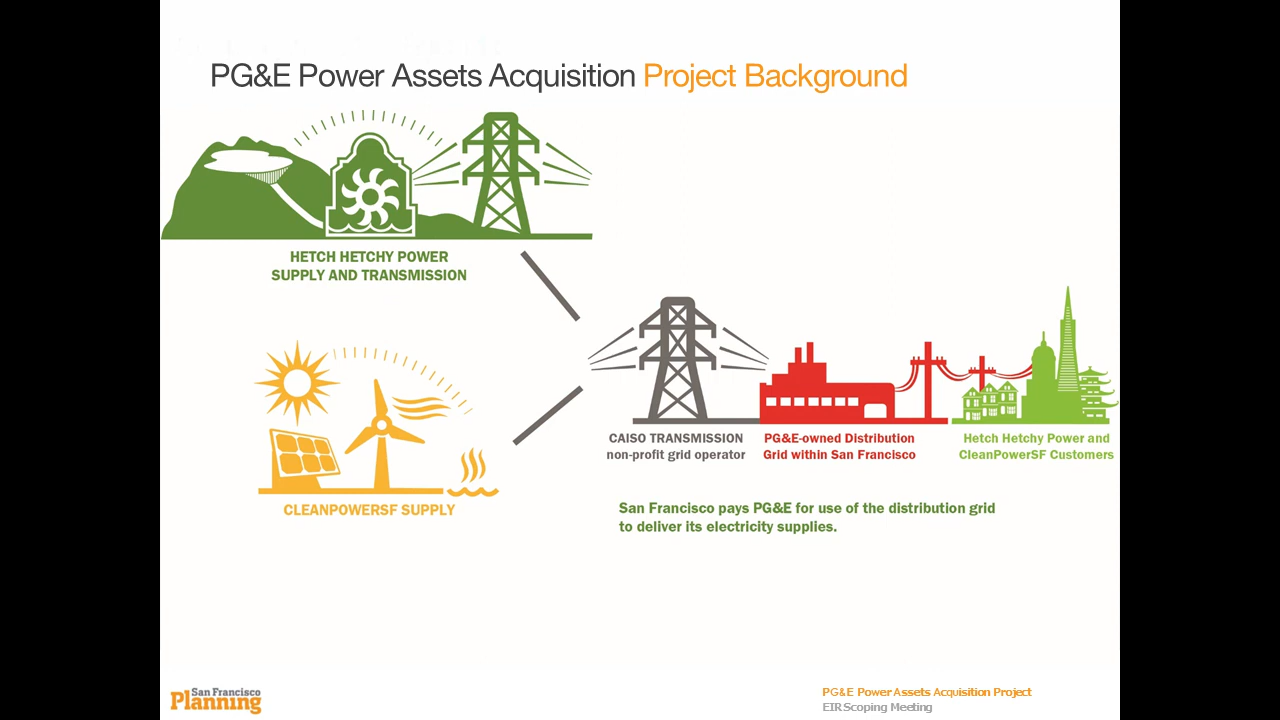 PG&E Power Assets Acquisition Project Background
HETCH HETCHY POWER
SUPPLY AND TRANSMISSION
CLEANPOWERSF SUPPLY
CAISO TRANSMISSION
non-profit grid operator
PG&E-owned Distribution
Grid within San Francisco
Hetch Hetchy Power and
CleanPowerSF Customers
San Francisco pays PG&E for use of the distribution grid
to deliver its electricity supplies.
San Francisco
Planning
PG&E Power Assets Acquisition Project
EIR Scoping Meeting